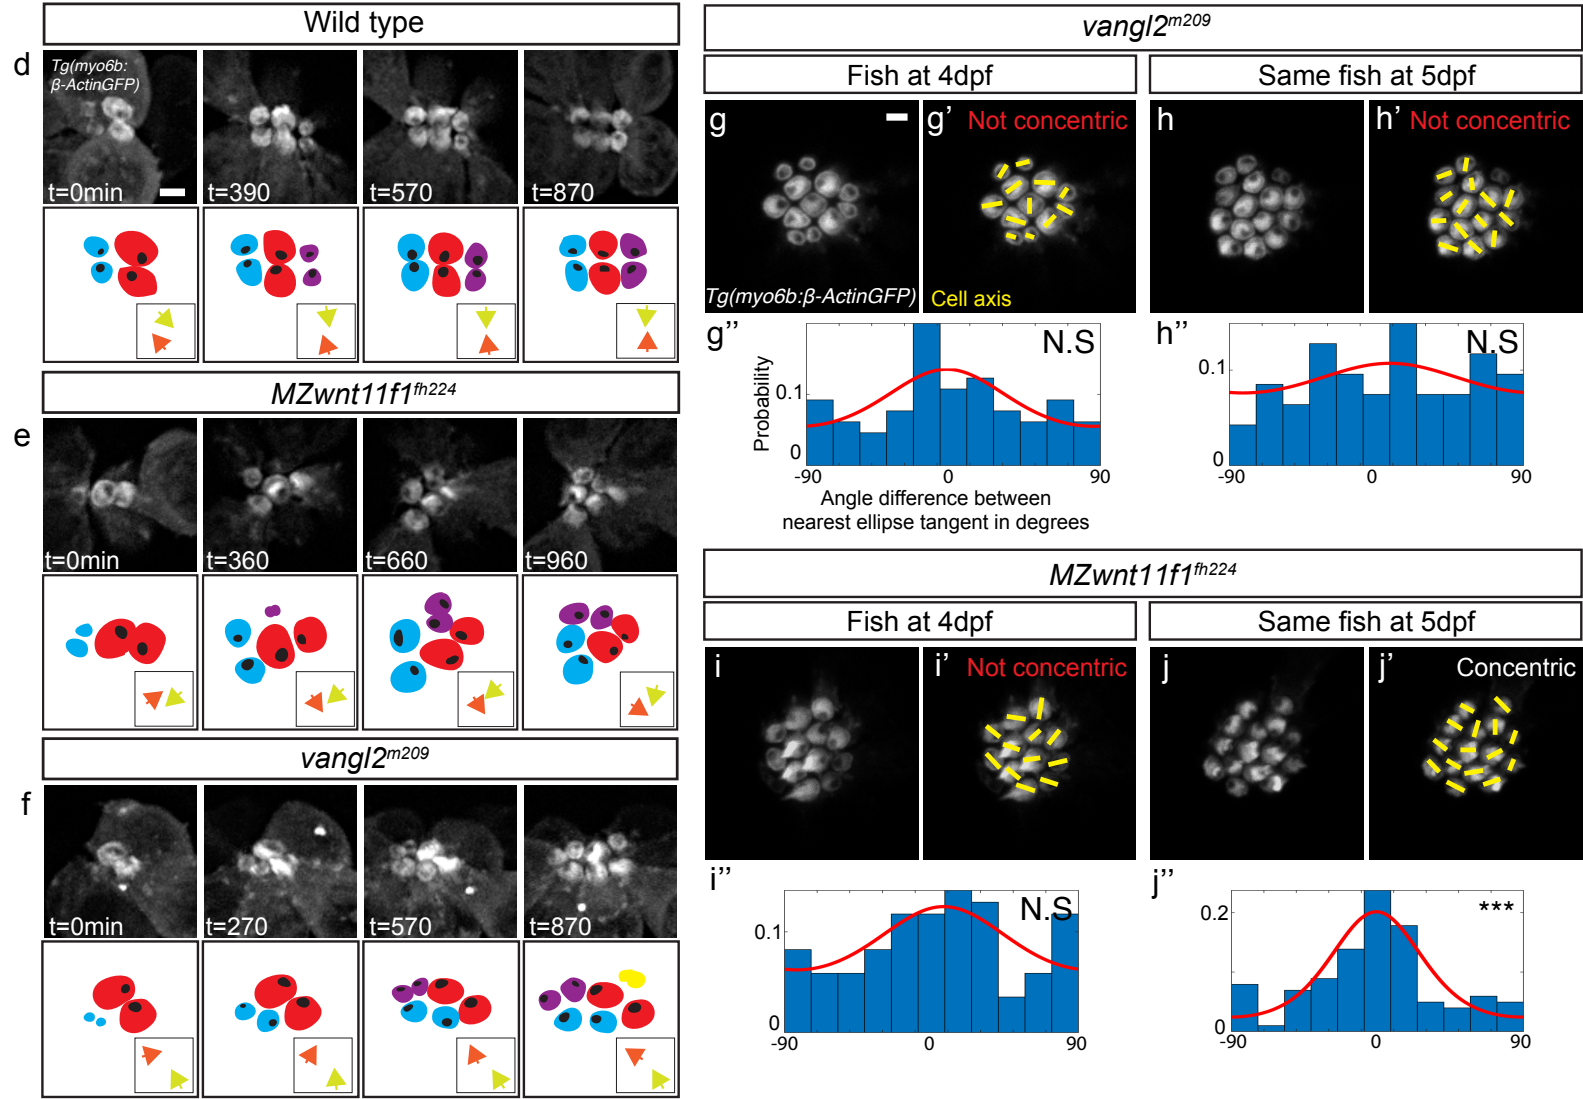 Wild type
d
Tg(myo6b:
β-ActinGFP)
t=0min
t=390
t=570
t=870
MZwnt11f1fh224
e
t=0min
t=360
t=660
t=960
vangl2m209
f
t=0min
t=270
t=570
t=870
vangl2m209
Fish at 4dpf
Same fish at 5dpf
g
g’ Not concentric
h
h’ Not concentric
Tg(myo6b:β-ActinGFP)
Cell axis
g’’
N.S
Probability
0.1
0
-90 0 90
Angle difference between
nearest ellipse tangent in degrees
h’’
N.S
0.1
0
-90 0 90
MZwnt11f1fh224
Fish at 4dpf
Same fish at 5dpf
i
i’ Not concentric
j
j’ Concentric
i’’
N.S
0.1
0
-90 0 90
j’’
***
0.2
0
-90 0 90